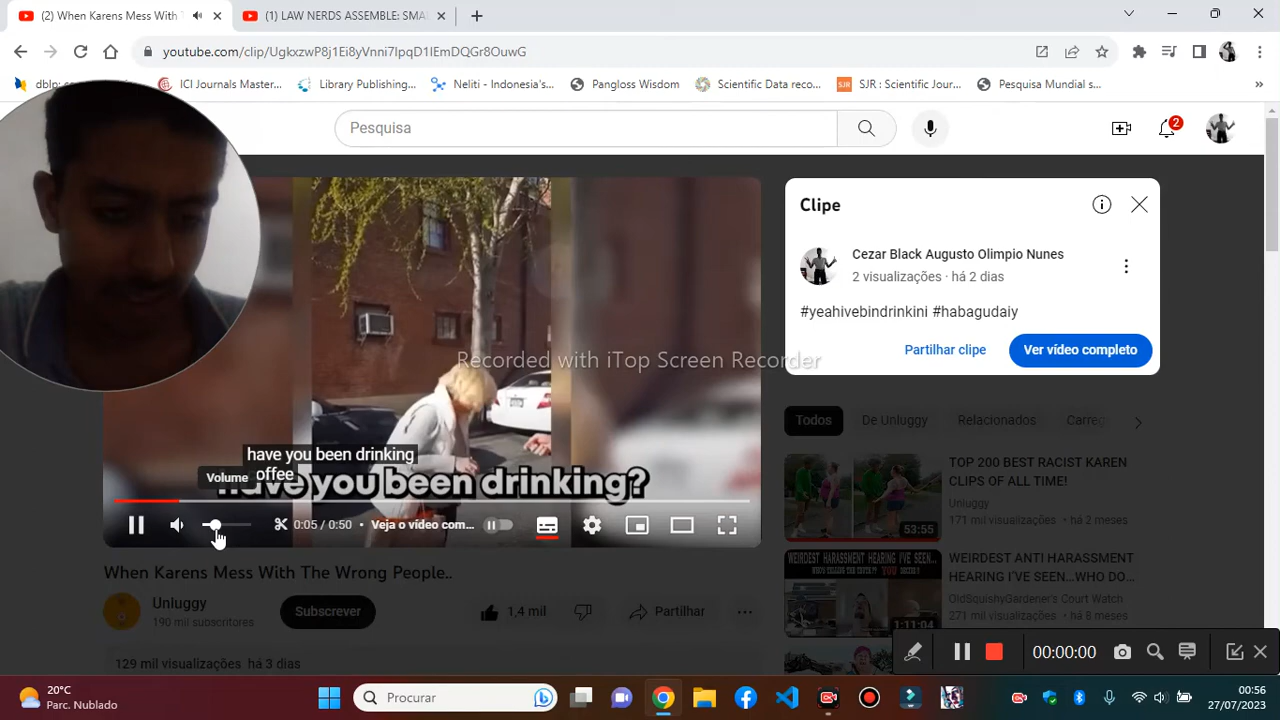 (2) When Karens Mess With T
(1) LAW NERDS ASSEMBLE: SMA
youtube.com/clip/UgkxzwP8j1Ei8yVnni7IpqD1IEmDQGr8OuwG
dblp:
ICI Journals Master...
Library Publishing...
Neliti - Indonesia's...
Pangloss Wisdom
Scientific Data reco...
SJR : Scientific Jour...
Pesquisa Mundial s...
»
Pesquisa
2
Clipe
Cezar Black Augusto Olimpio Nunes
2 visualizações · há 2 dias
#yeahivebindrinkini #habagudaiy
Partilhar clipe
Ver vídeo completo
Recorded with iTop Screen Recorder
have you been drinking
offee
have you been drinking?
Volume
0:05 / 0:50 • Veja o vídeo com...
When Karens Mess With The Wrong People..
Unluggy
190 mil subscritores
Subscrever
1,4 mil
Partilhar
129 mil visualizações há 3 dias
Todos
De Unluggy
Relacionados
Carreg
TOP 200 BEST RACIST KAREN
CLIPS OF ALL TIME!
Unluggy
171 mil visualizações • há 2 meses
53:55
WEIRDEST HARASSMENT HEARING I'VE SEEN...
WEIRDEST ANTI HARASSMENT
HEARING I'VE SEEN...WHO DO...
OldSquishyGardener's Court Watch
271 mil visualizações • há 8 meses
1:11:04
00:00:00
20°C
Parc. Nublado
Procurar
00:56
27/07/2023